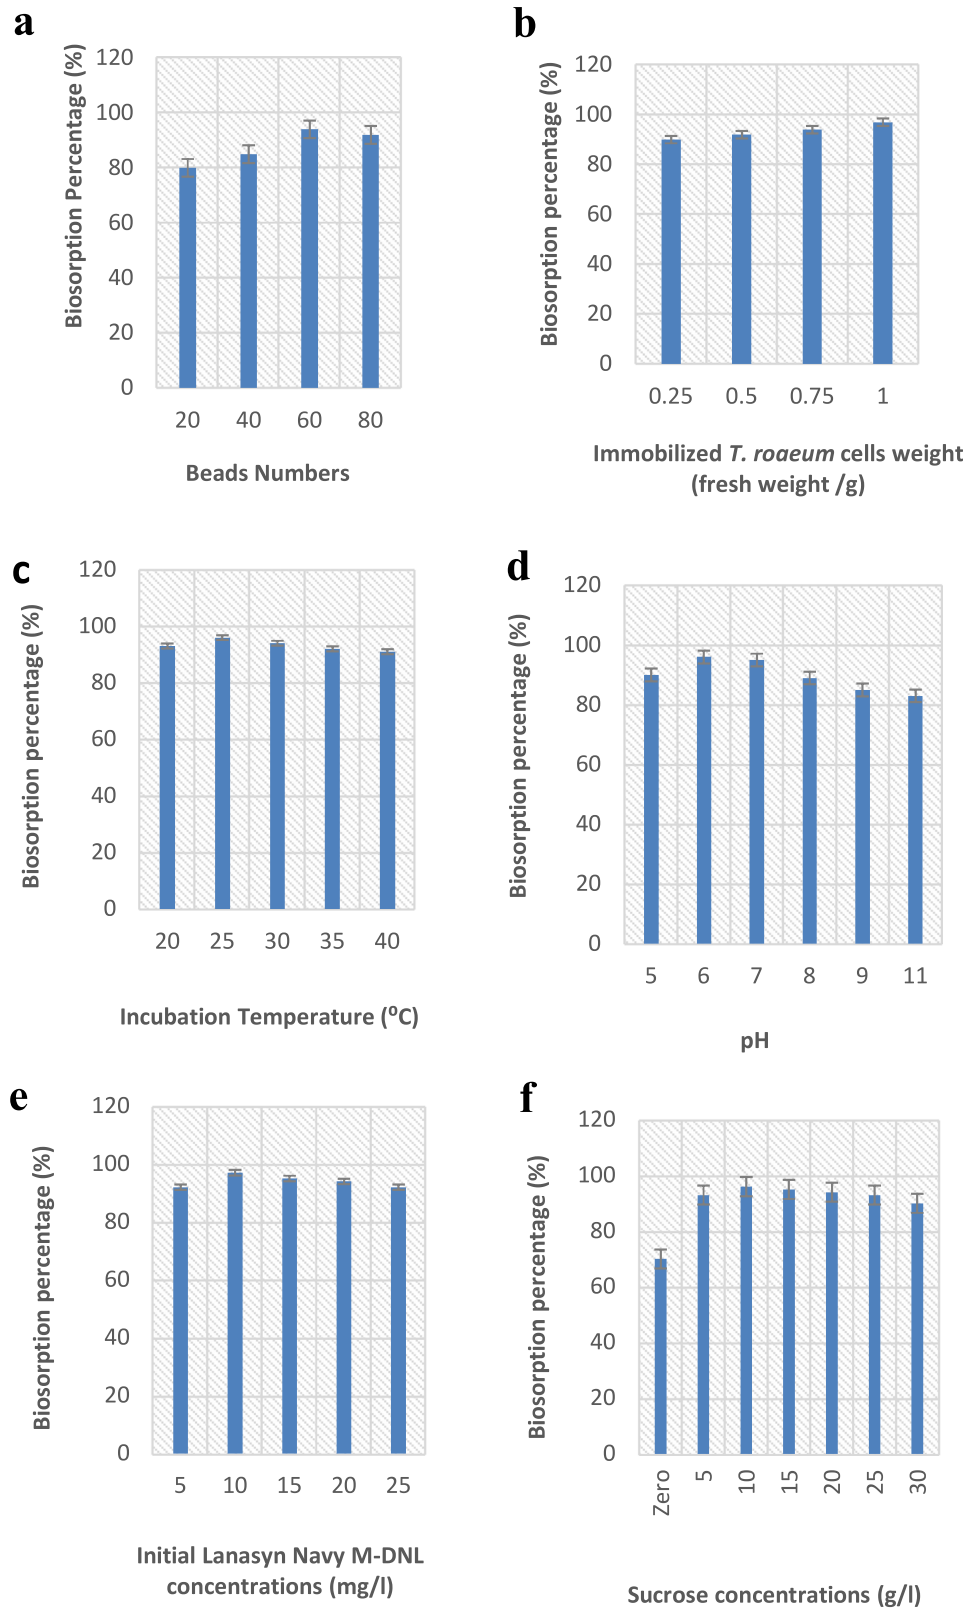 a
120
100
80
60
40
20
0
Biosorption Percentage (%)
20 40 60 80
Beads Numbers
b
120
100
80
60
40
20
0
Biosorption percentage (%)
0.25 0.5 0.75 1
Immobilized T. roaeum cells weight
(fresh weight /g)
c
120
100
80
60
40
20
0
Biosorption percentage (%)
20 25 30 35 40
Incubation Temperature (⁰C)
d
120
100
80
60
40
20
0
Biosorption percentage (%)
5 6 7 8 9 11
pH
e
120
100
80
60
40
20
0
Biosorption percentage (%)
5 10 15 20 25
Initial Lanasyn Navy M-DNL
concentrations (mg/l)
f
120
100
80
60
40
20
0
Biosorption percentage (%)
Zero 5 10 15 20 25 30
Sucrose concentrations (g/l)